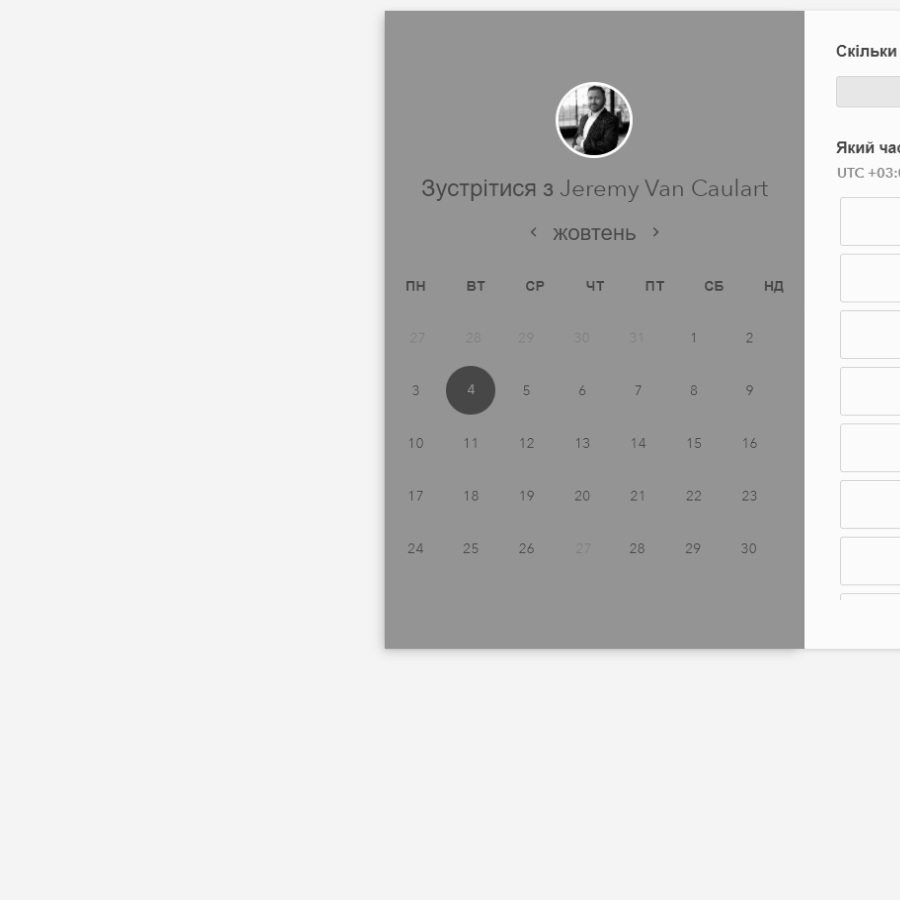 Зустрітися з Jeremy Van Caulart
жовтень
ПН ВТ СР ЧТ ПТ СБ НД
27 28 29 30 31 1 2
3 4 5 6 7 8 9
10 11 12 13 14 15 16
17 18 19 20 21 22 23
24 25 26 27 28 29 30
Скільки
Який
UTC +03: